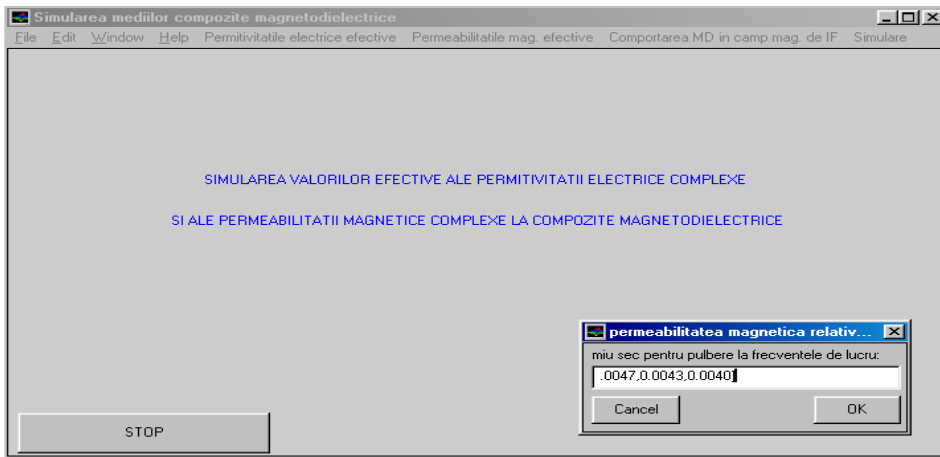 Simularea mediilor compozite magnetodielectrice
File Edit Window Help Permitivitatile electrice efective Permeabilitatile mag. efective Comportarea MD in camp mag. de IF Simulare
SIMULAREA VALORILOR EFECTIVE ALE PERMITIVITATII ELECTRICE COMPLEXE
SI ALE PERMEABILITATII MAGNETICE COMPLEXE LA COMPOZITE MAGNETODIELECTRICE
permeabilitatea magnetica relativ...
miu sec pentru pulbere la frecventele de lucru:
.0047,0.0043,0.0040]
Cancel OK
STOP